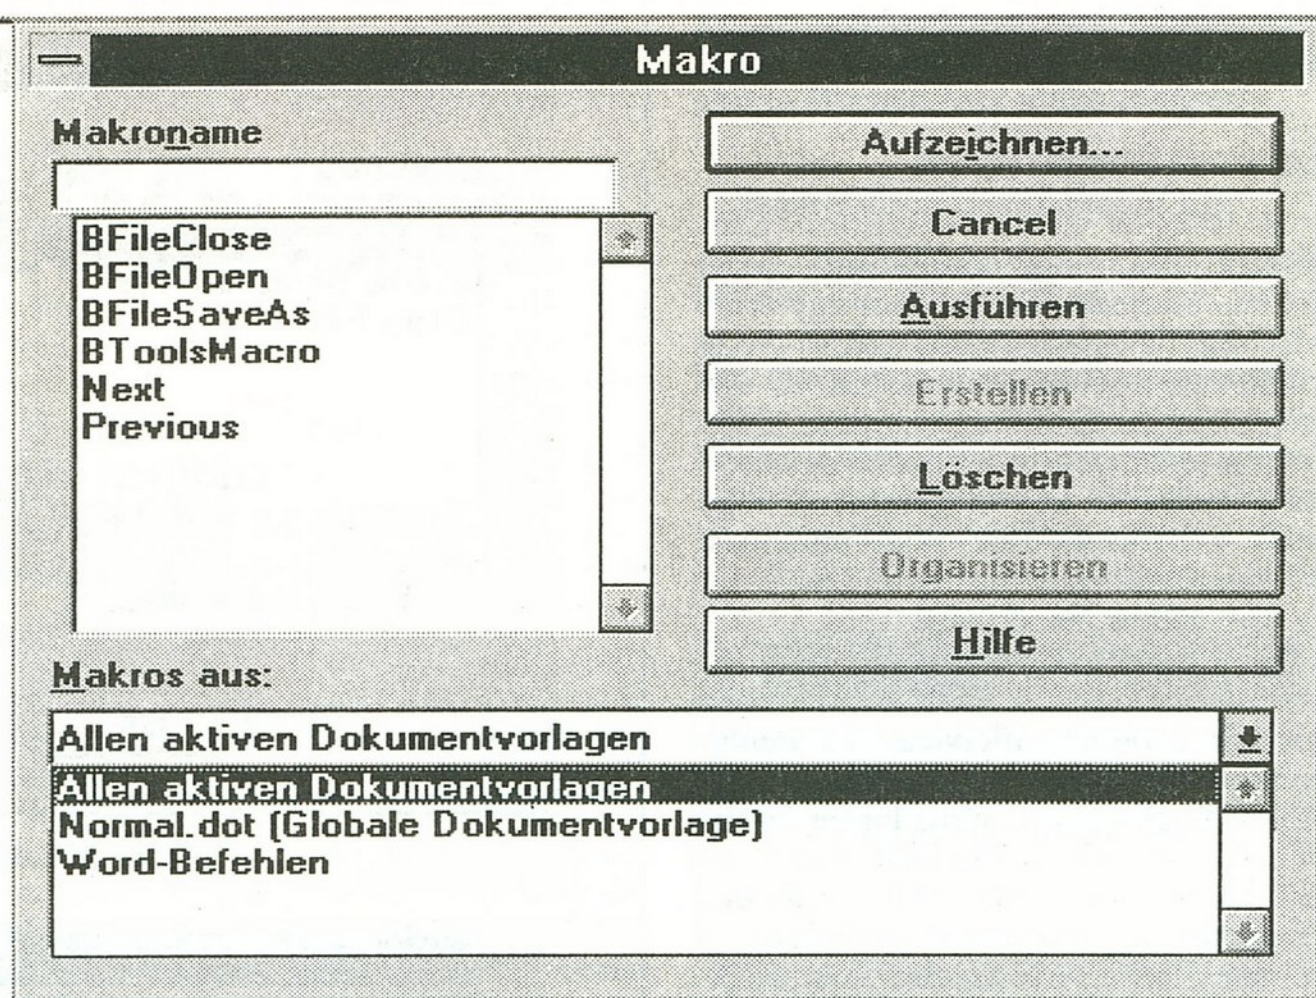 Makro
Makroname
BFileClose
BFileOpen
BFileSaveAs
BToolsMacro
Next
Previous
Aufzeichnen...
Cancel
Ausführen
Erstellen
Löschen
Organisieren
Hilfe
Makros aus:
Allen aktiven Dokumentvorlagen
Allen aktiven Dokumentvorlagen
Normal.dot (Globale Dokumentvorlage)
Word-Befehlen